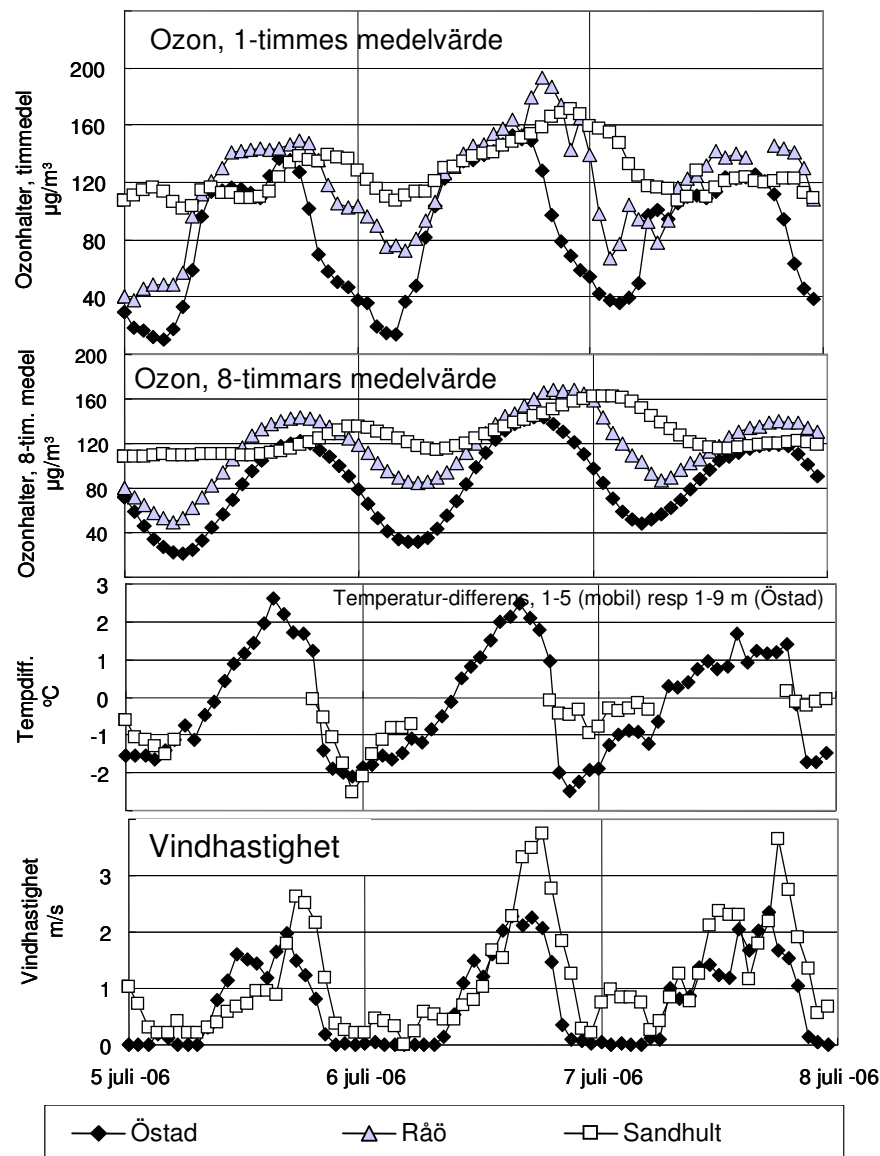 Ozon, 1-timmes medelvärde
Ozonhalter, timmedel
µg/m³
200
160
120
80
40
Ozon, 8-timmars medelvärde
Ozonhalter, 8-tim. medel
µg/m³
200
160
120
80
40
Temperatur-differens, 1-5 (mobil) resp 1-9 m (Östad)
Tempdiff.
ºC
3
2
1
0
-1
-2
Vindhastighet
Vindhastighet
m/s
3
2
1
0
5 juli -06 6 juli -06 7 juli -06 8 juli -06
Östad Råö Sandhult